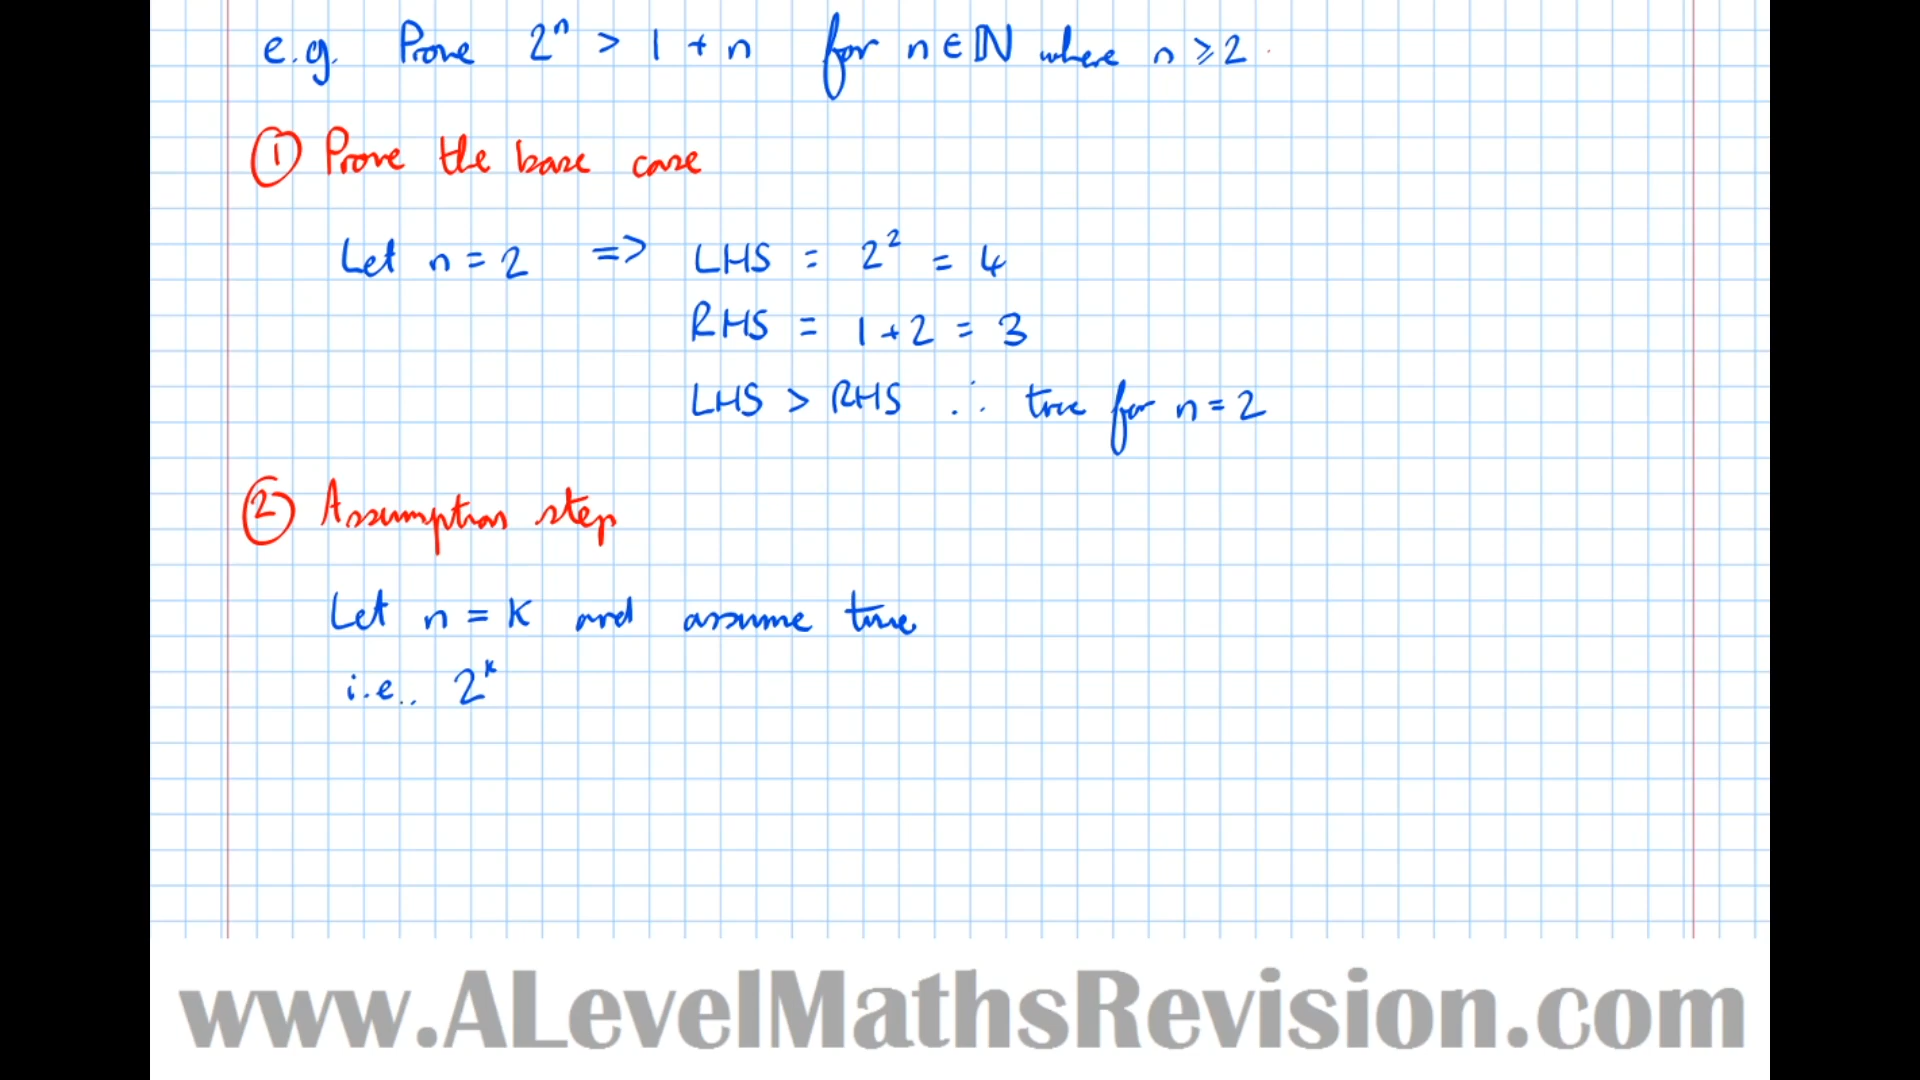 e.g. Prove 2ⁿ > 1 + n for n ∈ ℕ where n ⩾ 2.
① Prove the base case
Let n = 2 => LHS = 2² = 4
RHS = 1 + 2 = 3
LHS > RHS ∴ true for n = 2
② Assumption step
Let n = K and assume true
i.e.. 2ᵏ
www.ALevelMathsRevision.com